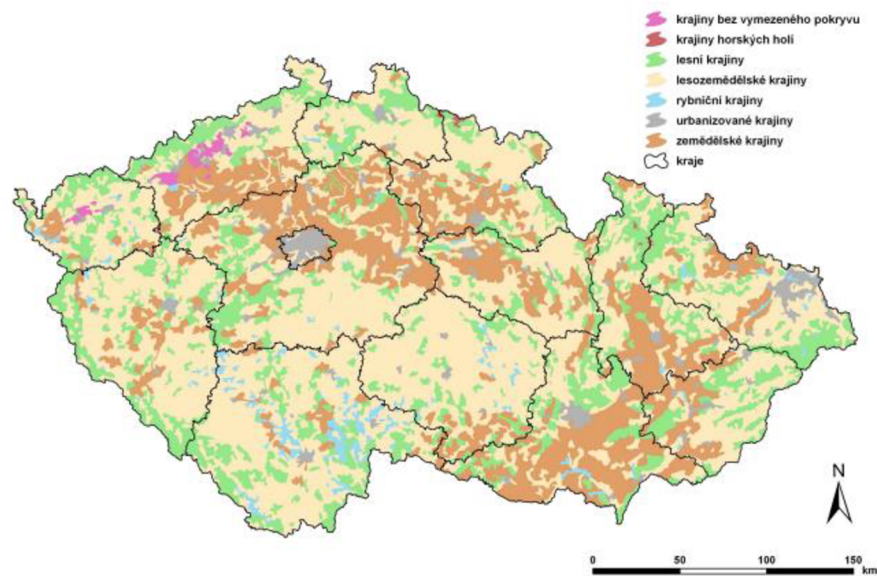 krajiny bez vymezeného pokryvu
krajiny horských holí
lesní krajiny
lesozemědělské krajiny
rybniční krajiny
urbanizované krajiny
zemědělské krajiny
kraje
N
0 50 100 150
km